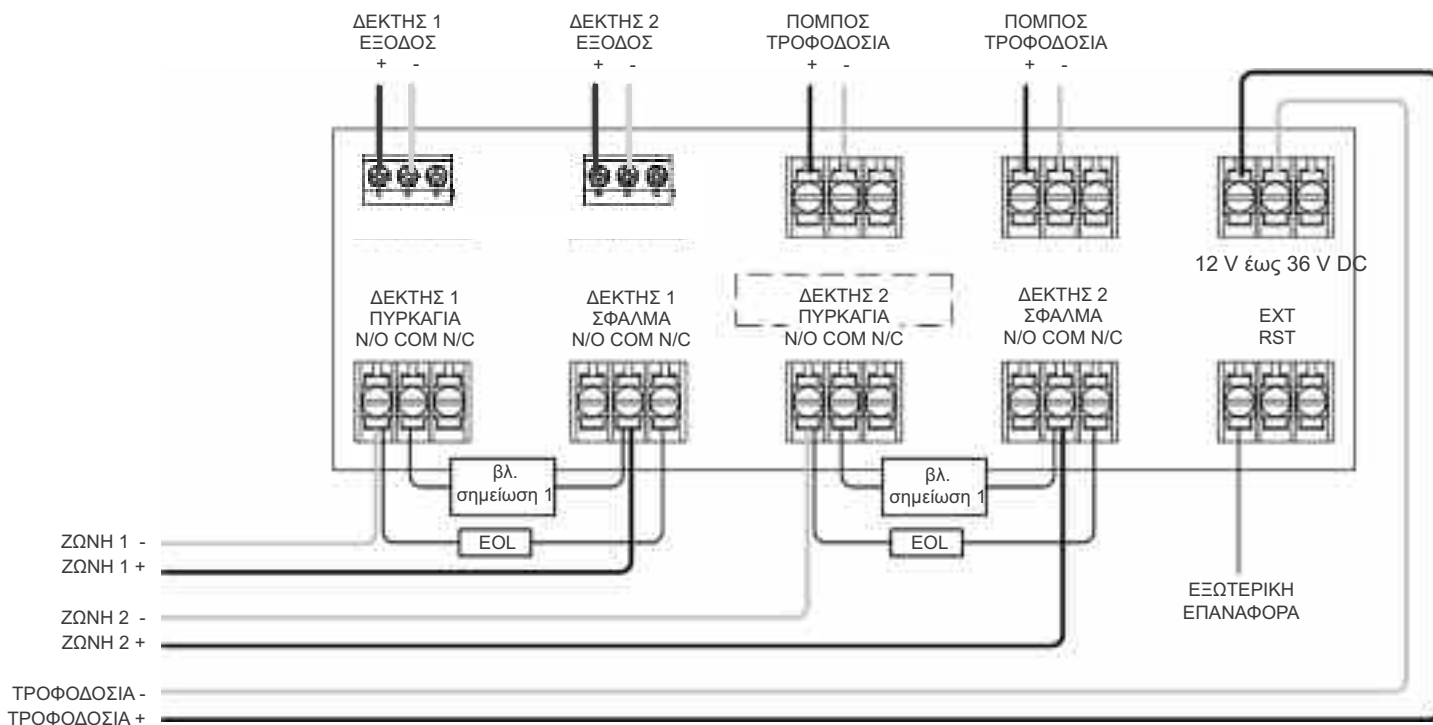 ΔΕΚΤΗΣ 1
ΕΞΟΔΟΣ
+ -
ΔΕΚΤΗΣ 2
ΕΞΟΔΟΣ
+ -
ΠΟΜΠΟΣ
ΤΡΟΦΟΔΟΣΙΑ
+ -
ΠΟΜΠΟΣ
ΤΡΟΦΟΔΟΣΙΑ
+ -
12 V έως 36 V DC
ΔΕΚΤΗΣ 1
ΠΥΡΚΑΓΙΑ
N/O COM N/C
ΔΕΚΤΗΣ 1
ΣΦΑΛΜΑ
N/O COM N/C
ΔΕΚΤΗΣ 2
ΠΥΡΚΑΓΙΑ
N/O COM N/C
ΔΕΚΤΗΣ 2
ΣΦΑΛΜΑ
N/O COM N/C
EXT
RST
βλ.
σημείωση 1
βλ.
σημείωση 1
EOL
EOL
ΖΩΝΗ 1 -
ΖΩΝΗ 1 +
ΖΩΝΗ 2 -
ΖΩΝΗ 2 +
ΕΞΩΤΕΡΙΚΗ
ΕΠΑΝΑΦΟΡΑ
ΤΡΟΦΟΔΟΣΙΑ -
ΤΡΟΦΟΔΟΣΙΑ +